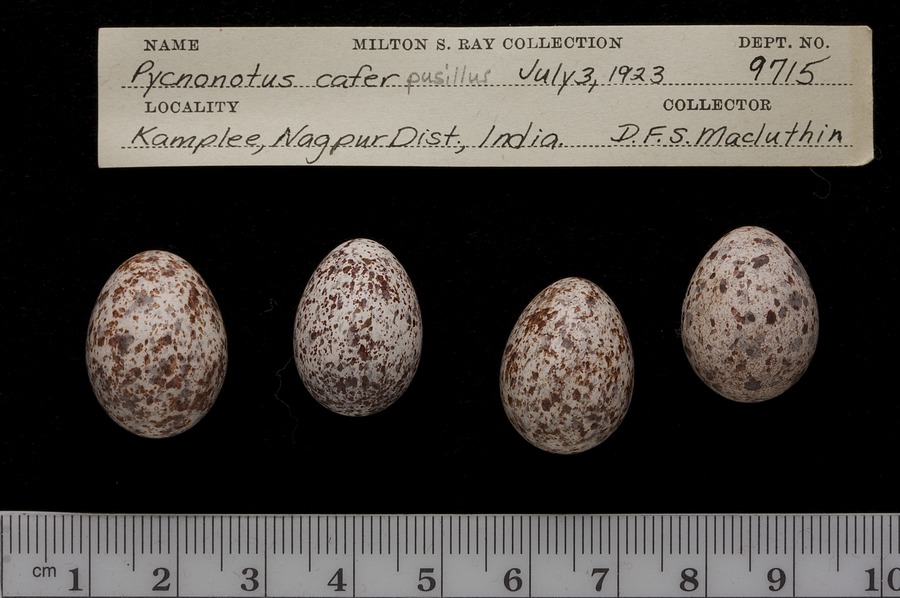 NAME MILTON S. RAY COLLECTION DEPT. NO.
Pycnonotus cafer pusillus July 3, 1923 9715
LOCALITY COLLECTOR
Kamplee, Nagpur Dist., India. D.F.S. Macluthin
cm 1 2 3 4 5 6 7 8 9 10